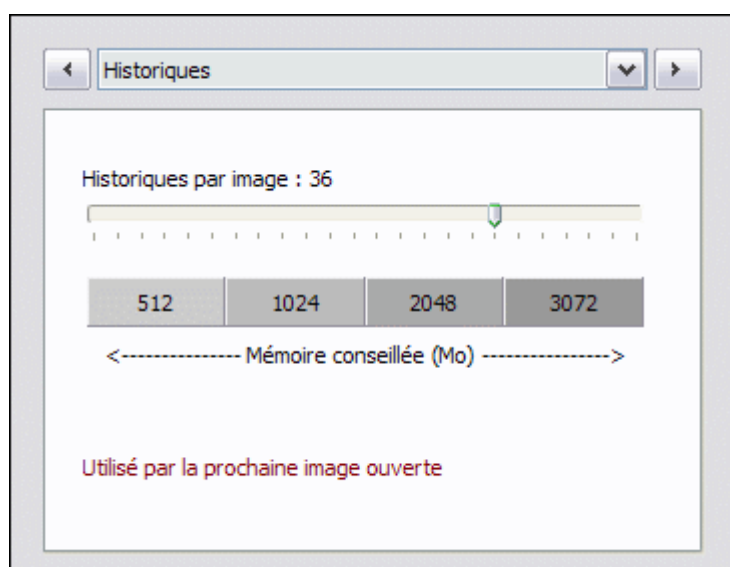 Historiques
Historiques par image : 36
512 1024 2048 3072
<--------------- Mémoire conseillée (Mo) ---------------->
Utilisé par la prochaine image ouverte